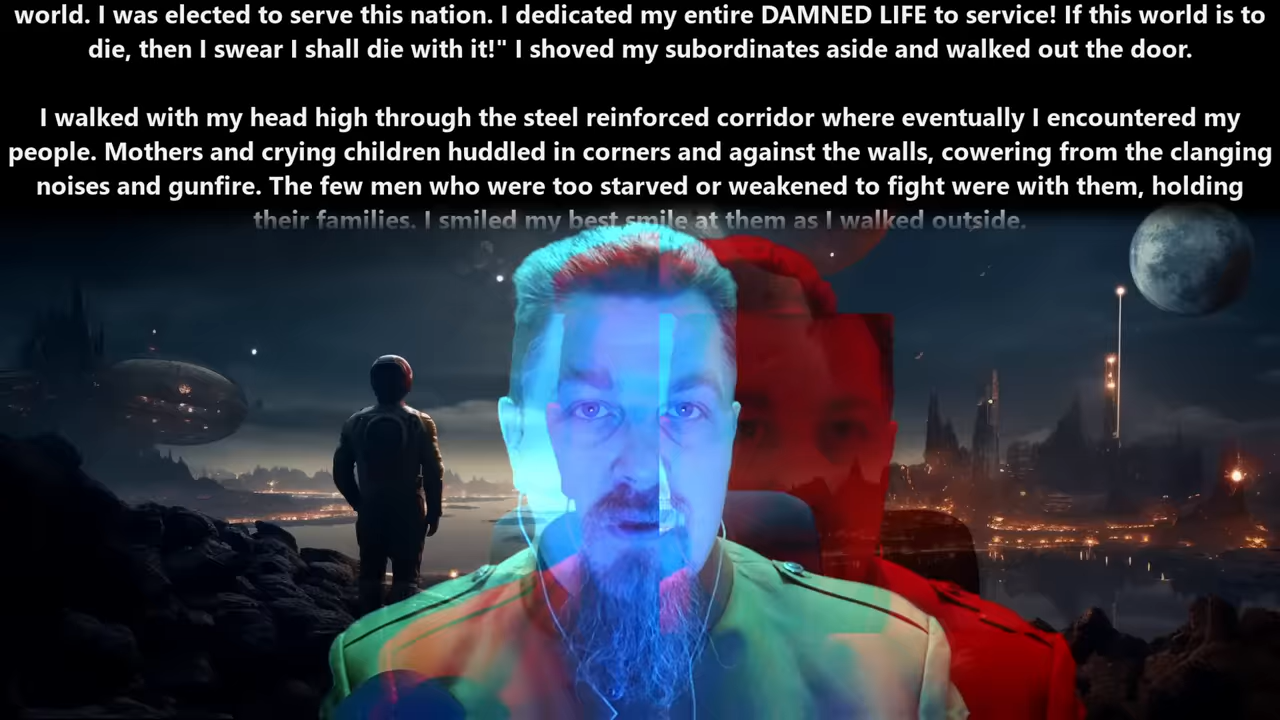 world. I was elected to serve this nation. I dedicated my entire DAMNED LIFE to service! If this world is to
die, then I swear I shall die with it!" I shoved my subordinates aside and walked out the door.
I walked with my head high through the steel reinforced corridor where eventually I encountered my
people. Mothers and crying children huddled in corners and against the walls, cowering from the clanging
noises and gunfire. The few men who were too starved or weakened to fight were with them, holding
their families. I smiled my best smile at them as I walked outside.